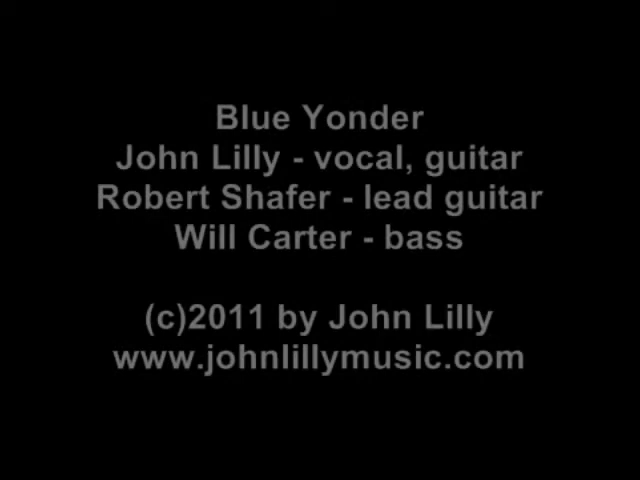 Blue Yonder
John Lilly - vocal, guitar
Robert Shafer - lead guitar
Will Carter - bass
(c)2011 by John Lilly
www.johnlillymusic.com